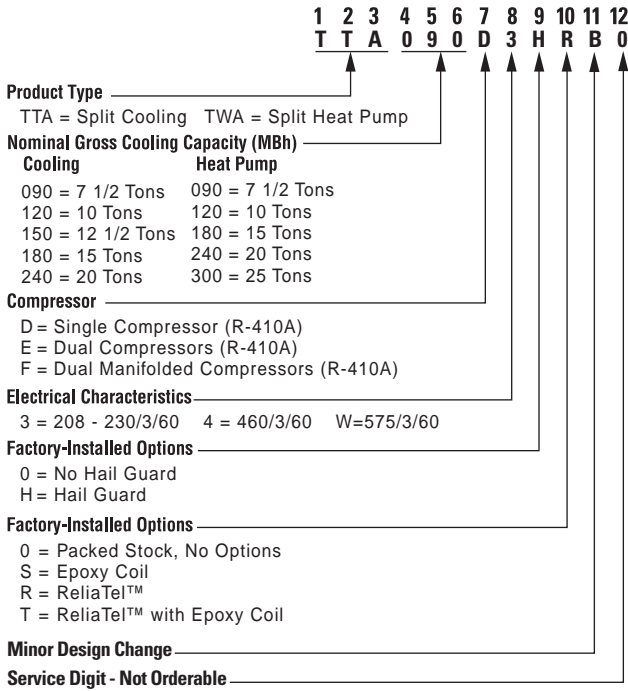 1 2 3 4 5 6 7 8 9 10 11 12
T T A 0 9 0 D 3 H R B 0
Product Type
TTA = Split Cooling TWA = Split Heat Pump
Nominal Gross Cooling Capacity (MBh)
Cooling Heat Pump
090 = 7 1/2 Tons 090 = 7 1/2 Tons
120 = 10 Tons 120 = 10 Tons
150 = 12 1/2 Tons 180 = 15 Tons
180 = 15 Tons 240 = 20 Tons
240 = 20 Tons 300 = 25 Tons
Compressor
D = Single Compressor (R-410A)
E = Dual Compressors (R-410A)
F = Dual Manifolded Compressors (R-410A)
Electrical Characteristics
3 = 208 - 230/3/60 4 = 460/3/60 W=575/3/60
Factory-Installed Options
0 = No Hail Guard
H = Hail Guard
Factory-Installed Options
0 = Packed Stock, No Options
S = Epoxy Coil
R = ReliaTel™
T = ReliaTel™ with Epoxy Coil
Minor Design Change
Service Digit - Not Orderable